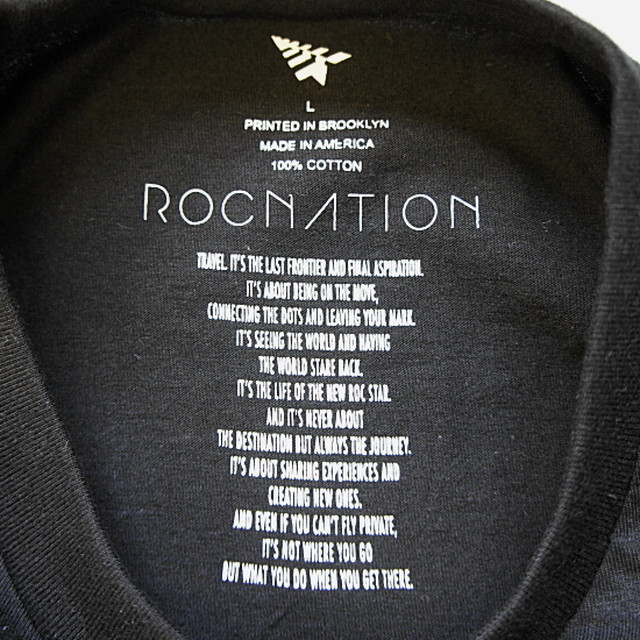 L
PRINTED IN BROOKLYN
MADE IN AMERICA
100% COTTON
ROCNATION
TRAVEL. IT'S THE LAST FRONTIER AND FINAL ASPIRATION.
IT'S ABOUT BEING ON THE MOVE,
CONNECTING THE DOTS AND LEAVING YOUR MARK.
IT'S SEEING THE WORLD AND HAVING
THE WORLD STARE BACK.
IT'S THE LIFE OF THE NEW ROC STAR.
AND IT'S NEVER ABOUT
THE DESTINATION BUT ALWAYS THE JOURNEY.
IT'S ABOUT SHARING EXPERIENCES AND
CREATING NEW ONES.
AND EVEN IF YOU CAN'T FLY PRIVATE,
IT'S NOT WHERE YOU GO
BUT WHAT YOU DO WHEN YOU GET THERE.